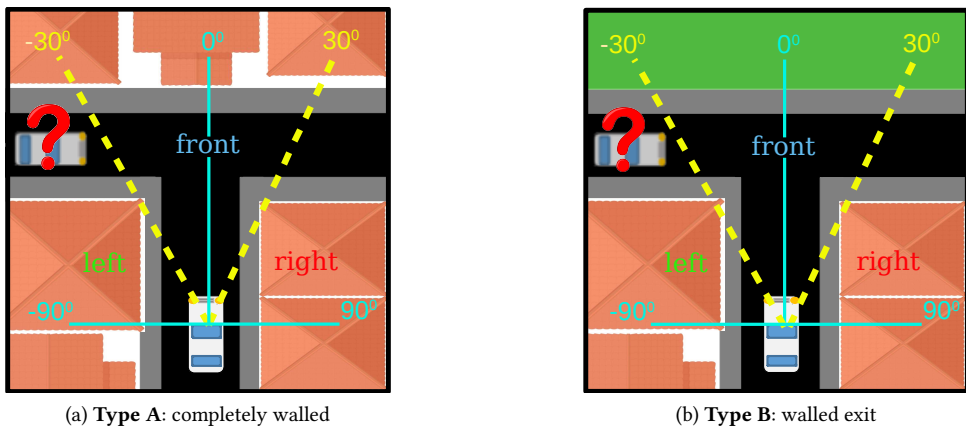 -30⁰ 0⁰ 30⁰
?
front
left right
-90⁰ 90⁰
(a) Type A: completely walled
-30⁰ 0⁰ 30⁰
?
front
left right
-90⁰ 90⁰
(b) Type B: walled exit